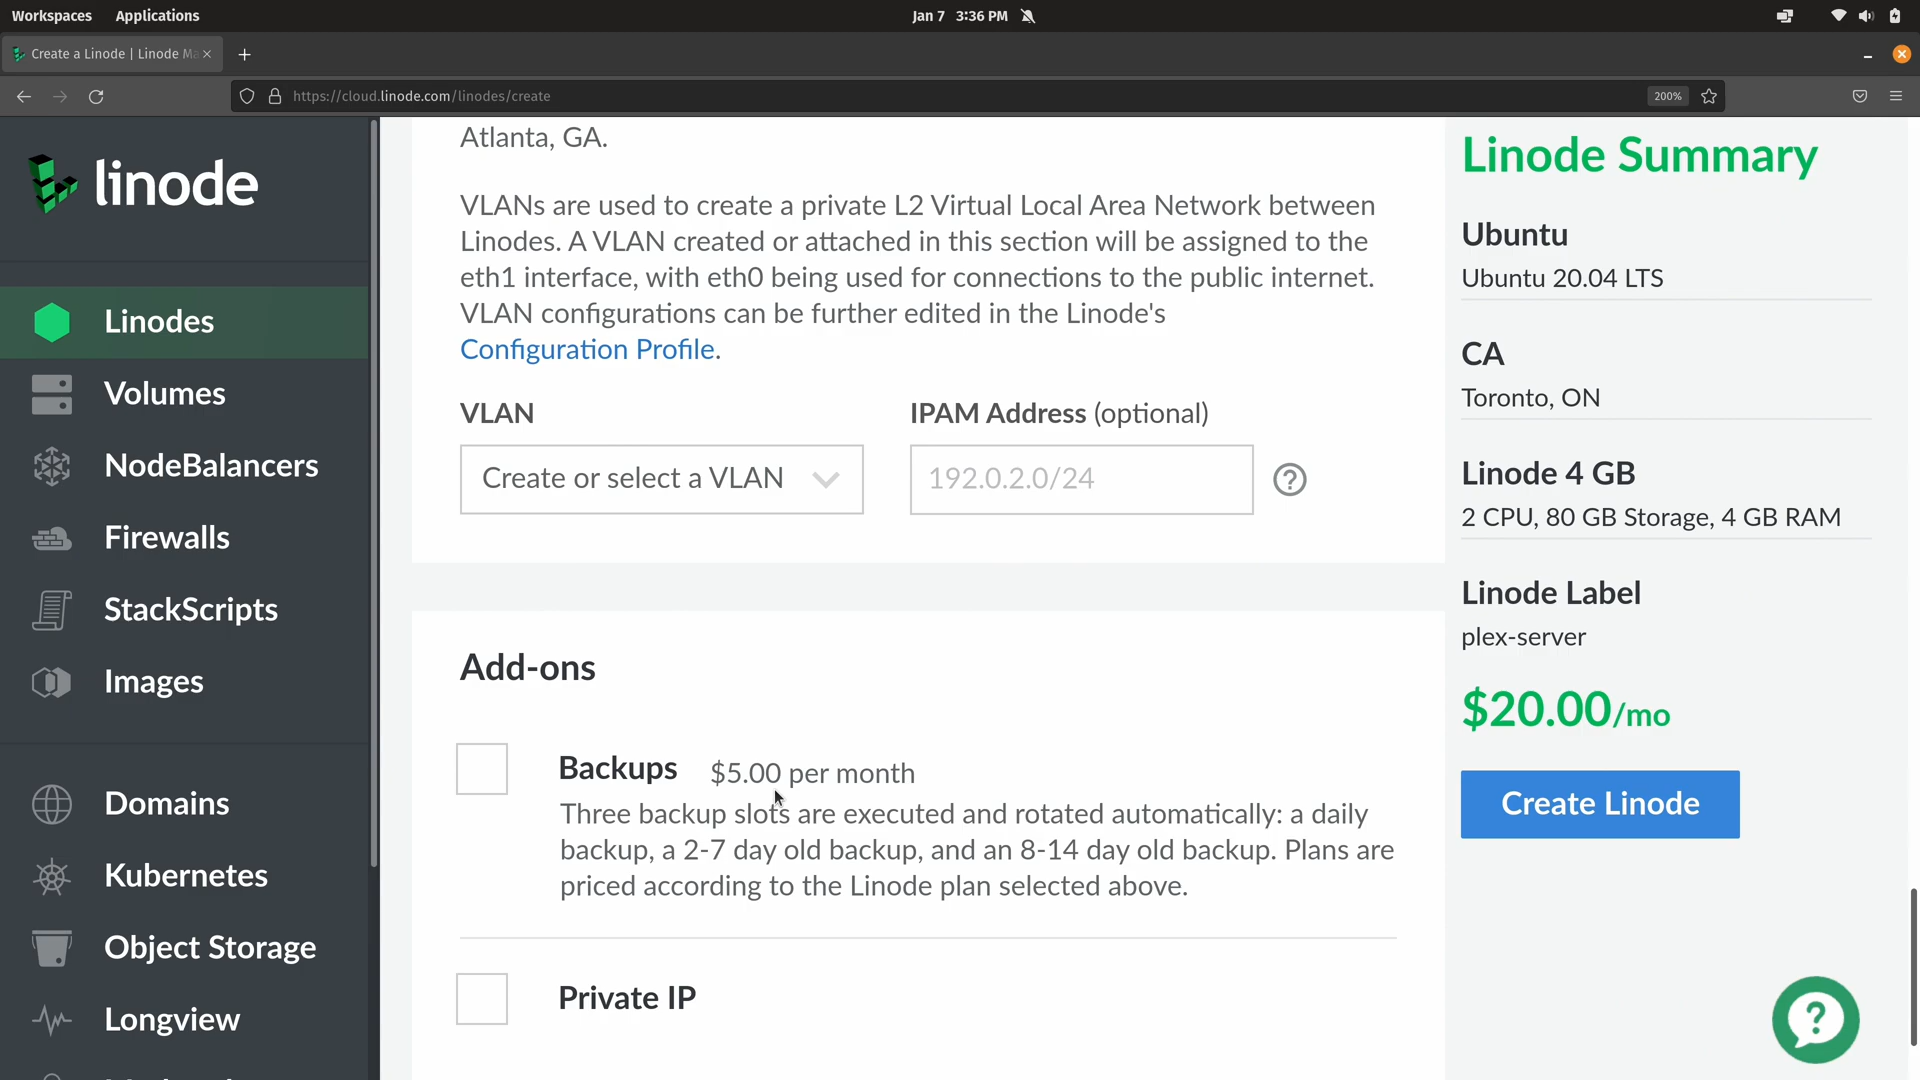 Workspaces
Applications
Jan 7 3:36 PM
Create a Linode | Linode Ma
https://cloud.linode.com/linodes/create
200%
linode
Linodes
Volumes
NodeBalancers
Firewalls
StackScripts
Images
Domains
Kubernetes
Object Storage
Longview
Atlanta, GA.
VLANs are used to create a private L2 Virtual Local Area Network between
Linodes. A VLAN created or attached in this section will be assigned to the
eth1 interface, with eth0 being used for connections to the public internet.
VLAN configurations can be further edited in the Linode's
Configuration Profile.
VLAN
IPAM Address (optional)
Create or select a VLAN
192.0.2.0/24
Add-ons
Backups $5.00 per month
Three backup slots are executed and rotated automatically: a daily
backup, a 2-7 day old backup, and an 8-14 day old backup. Plans are
priced according to the Linode plan selected above.
Private IP
Linode Summary
Ubuntu
Ubuntu 20.04 LTS
CA
Toronto, ON
Linode 4 GB
2 CPU, 80 GB Storage, 4 GB RAM
Linode Label
plex-server
$20.00/mo
Create Linode